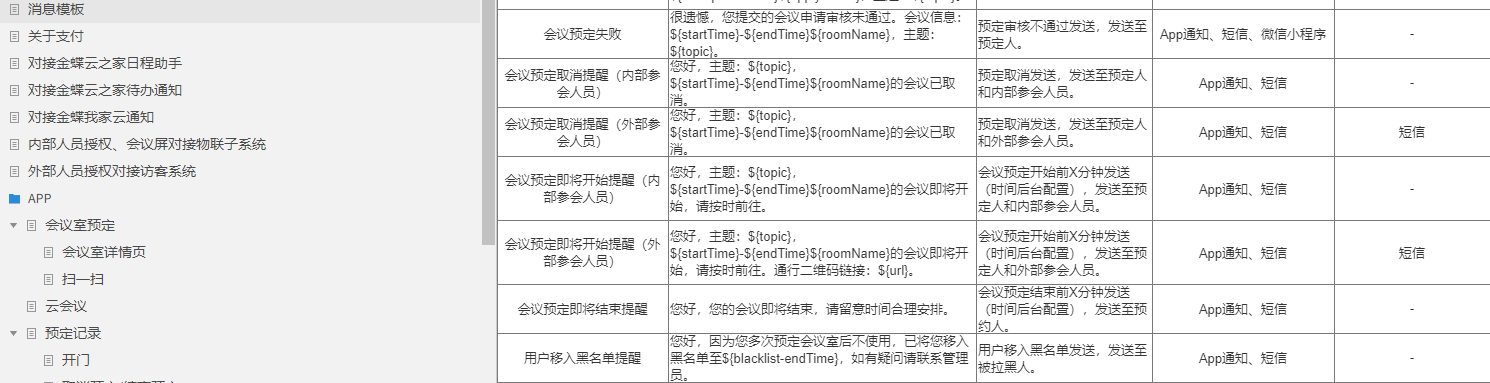 消息模板
关于支付
对接金蝶云之家日程助手
对接金蝶云之家待办通知
对接金蝶我家云通知
内部人员授权、会议屏对接物联子系统
外部人员授权对接访客系统
APP
会议室预定
会议室详情页
扫一扫
云会议
预定记录
开门
会议预定失败
很遗憾，您提交的会议申请审核未通过。会议信息：
${startTime}-${endTime}${roomName}，主题：
${topic}。
预定审核不通过发送，发送至
预定人。
App通知、短信、微信小程序
-
会议预定取消提醒（内部参
会人员）
您好，主题：${topic}，
${startTime}-${endTime}${roomName}的会议已取
消。
预定取消发送，发送至预定人
和内部参会人员。
App通知、短信
-
会议预定取消提醒（外部参
会人员）
您好，主题：${topic}，
${startTime}-${endTime}${roomName}的会议已取
消。
预定取消发送，发送至预定人
和外部参会人员。
App通知、短信
短信
会议预定即将开始提醒（内
部参会人员）
您好，主题：${topic}，
${startTime}-${endTime}${roomName}的会议即将开
始，请按时前往。
会议预定开始前X分钟发送
（时间后台配置），发送至预
定人和内部参会人员。
App通知、短信
-
会议预定即将开始提醒（外
部参会人员）
您好，主题：${topic}，
${startTime}-${endTime}${roomName}的会议即将开
始，请按时前往。通行二维码链接：${url}。
会议预定开始前X分钟发送
（时间后台配置），发送至预
定人和外部参会人员。
App通知、短信
短信
会议预定即将结束提醒
您好，您的会议即将结束，请留意时间合理安排。
会议预定结束前X分钟发送
（时间后台配置），发送至预
约人。
App通知、短信
-
用户移入黑名单提醒
您好，因为您多次预定会议室后不使用，已将您移入
黑名单至${blacklist-endTime}，如有疑问请联系管理
员。
用户移入黑名单发送，发送至
被拉黑人。
App通知、短信
-